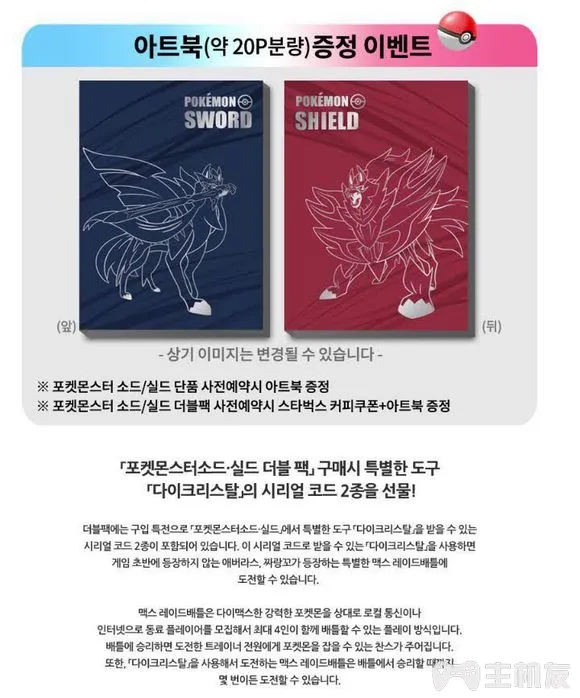 아트북(약 20P분량)증정 이벤트
POKÉMON
SWORD
POKÉMON
SHIELD
(앞)
(뒤)
- 상기 이미지는 변경될 수 있습니다 -
※ 포켓몬스터 소드/실드 단품 사전예약시 아트북 증정
※ 포켓몬스터 소드/실드 더블팩 사전예약시 스타벅스 커피쿠폰+아트북 증정
「포켓몬스터소드·실드 더블 팩」 구매시 특별한 도구
「다이크리스탈」의 시리얼 코드 2종을 선물!
더블팩에는 구입 특전으로 「포켓몬스터소드·실드」에서 특별한 도구 「다이크리스탈」을 받을 수 있는
시리얼 코드 2종이 포함되어 있습니다. 이 시리얼 코드로 받을 수 있는 「다이크리스탈」을 사용하면
게임 초반에 등장하지 않는 애버라스, 짜랑꼬가 등장하는 특별한 맥스 레이드배틀에
도전할 수 있습니다.
맥스 레이드배틀은 다이맥스한 강력한 포켓몬을 상대로 로컬 통신이나
인터넷으로 동료 플레이어를 모집해서 최대 4인이 함께 배틀할 수 있는 플레이 방식입니다.
배틀에 승리하면 도전한 트레이너 전원에게 포켓몬을 잡을 수 있는 찬스가 주어집니다.
또한, 「다이크리스탈」을 사용해서 도전하는 맥스 레이드배틀은 배틀에서 승리할 때까지
몇 번이든 도전할 수 있습니다.
主机友